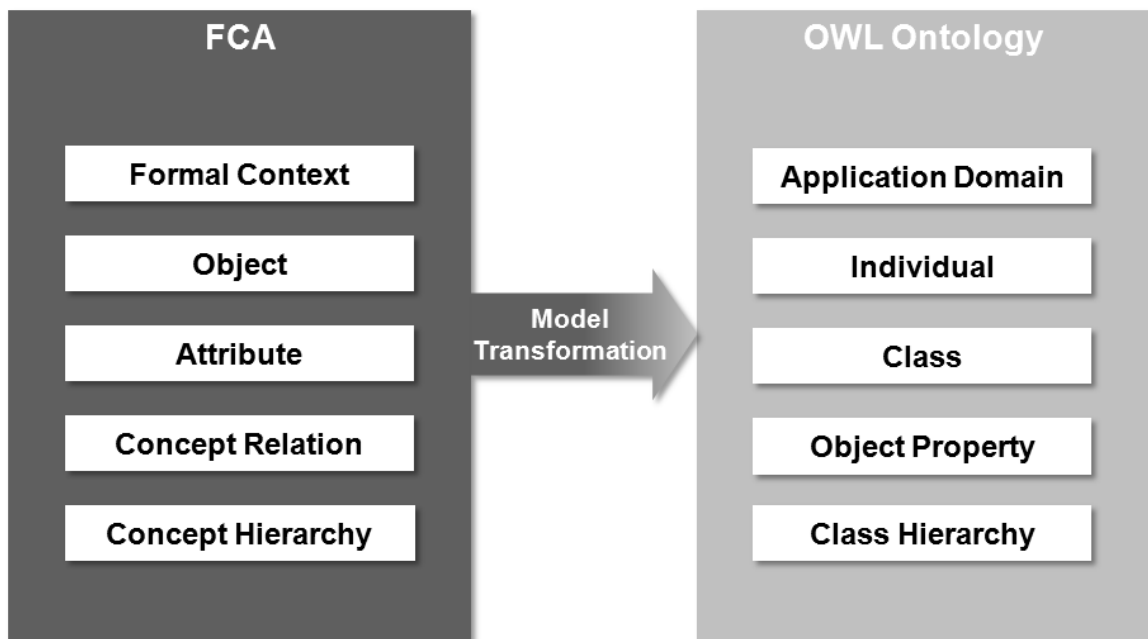 FCA
Formal Context
Object
Attribute
Concept Relation
Concept Hierarchy
Model
Transformation
OWL Ontology
Application Domain
Individual
Class
Object Property
Class Hierarchy